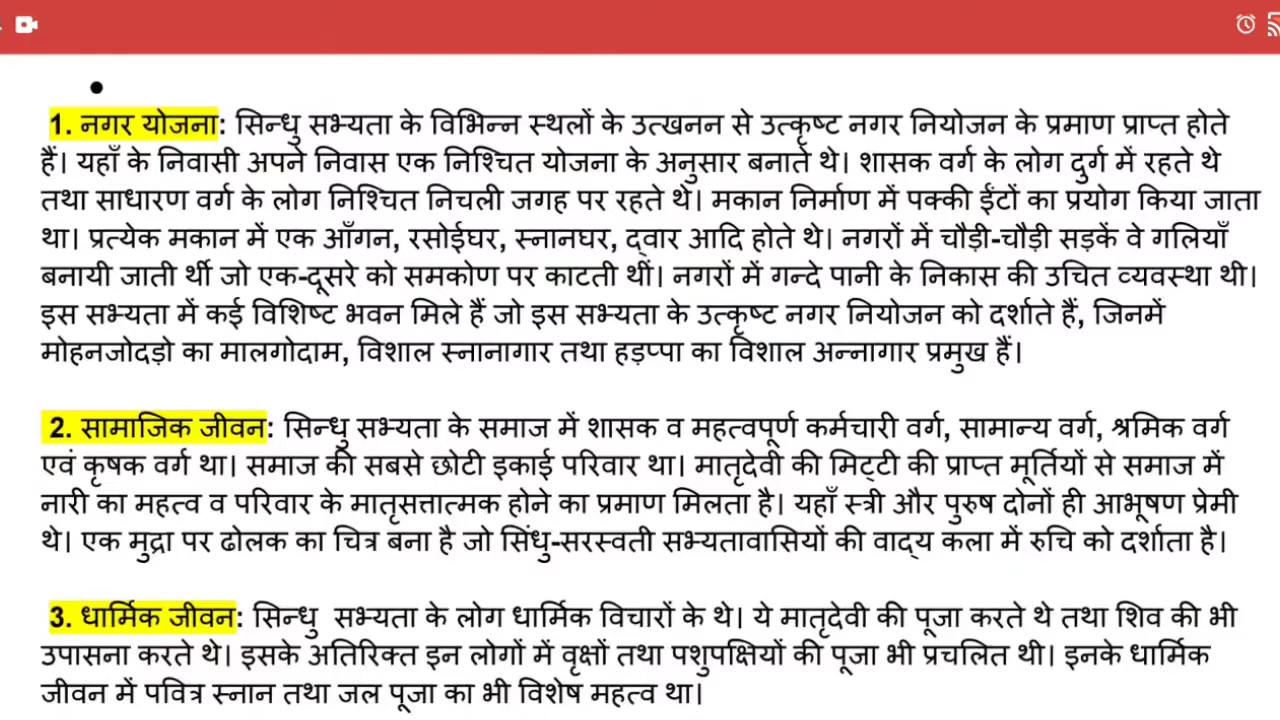 1. नगर योजना: सिन्धु सभ्यता के विभिन्न स्थलों के उत्खनन से उत्कृष्ट नगर नियोजन के प्रमाण प्राप्त होते
हैं। यहाँ के निवासी अपने निवास एक निश्चित योजना के अनुसार बनाते थे। शासक वर्ग के लोग दुर्ग में रहते थे
तथा साधारण वर्ग के लोग निश्चित निचली जगह पर रहते थे। मकान निर्माण में पक्की ईंटों का प्रयोग किया जाता
था। प्रत्येक मकान में एक आँगन, रसोईघर, स्नानघर, द्वार आदि होते थे। नगरों में चौड़ी-चौड़ी सड़कें वे गलियाँ
बनायी जाती थीं जो एक-दूसरे को समकोण पर काटती थीं। नगरों में गन्दे पानी के निकास की उचित व्यवस्था थी।
इस सभ्यता में कई विशिष्ट भवन मिले हैं जो इस सभ्यता के उत्कृष्ट नगर नियोजन को दर्शाते हैं, जिनमें
मोहनजोदड़ो का मालगोदाम, विशाल स्नानागार तथा हड़प्पा का विशाल अन्नागार प्रमुख हैं।
2. सामाजिक जीवन: सिन्धु सभ्यता के समाज में शासक व महत्वपूर्ण कर्मचारी वर्ग, सामान्य वर्ग, श्रमिक वर्ग
एवं कृषक वर्ग था। समाज की सबसे छोटी इकाई परिवार था। मातृदेवी की मिट्टी की प्राप्त मूर्तियों से समाज में
नारी का महत्व व परिवार के मातृसत्तात्मक होने का प्रमाण मिलता है। यहाँ स्त्री और पुरुष दोनों ही आभूषण प्रेमी
थे। एक मुद्रा पर ढोलक का चित्र बना है जो सिंधु-सरस्वती सभ्यतावासियों की वाद्य कला में रुचि को दर्शाता है।
3. धार्मिक जीवन: सिन्धु सभ्यता के लोग धार्मिक विचारों के थे। ये मातृदेवी की पूजा करते थे तथा शिव की भी
उपासना करते थे। इसके अतिरिक्त इन लोगों में वृक्षों तथा पशुपक्षियों की पूजा भी प्रचलित थी। इनके धार्मिक
जीवन में पवित्र स्नान तथा जल पूजा का भी विशेष महत्व था।